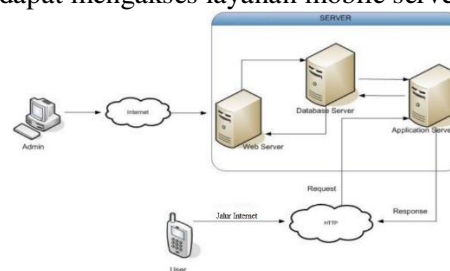 dapat mengakses layanan mobile serve
SERVER
Database Server
Internet
Application Serve
Admin
Web Server
Request
Jalur Internet
Response
HTTP
User